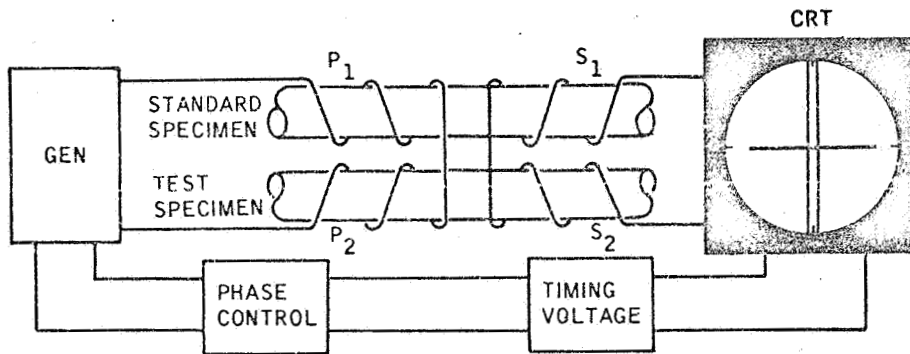 CRT
P1
S1
STANDARD
SPECIMEN
GEN
TEST
SPECIMEN
P2
S2
PHASE
CONTROL
TIMING
VOLTAGE